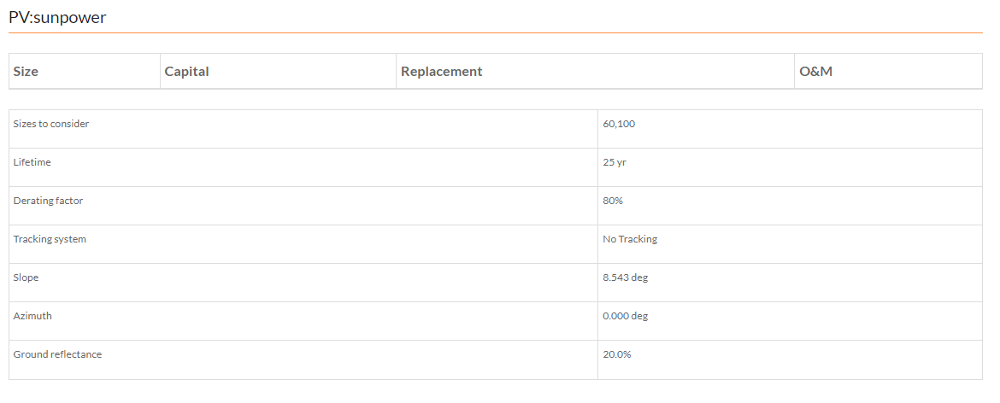 PV:sunpower
Size Capital Replacement O&M
Sizes to consider 60,100
Lifetime 25 yr
Derating factor 80%
Tracking system No Tracking
Slope 8.543 deg
Azimuth 0.000 deg
Ground reflectance 20.0%